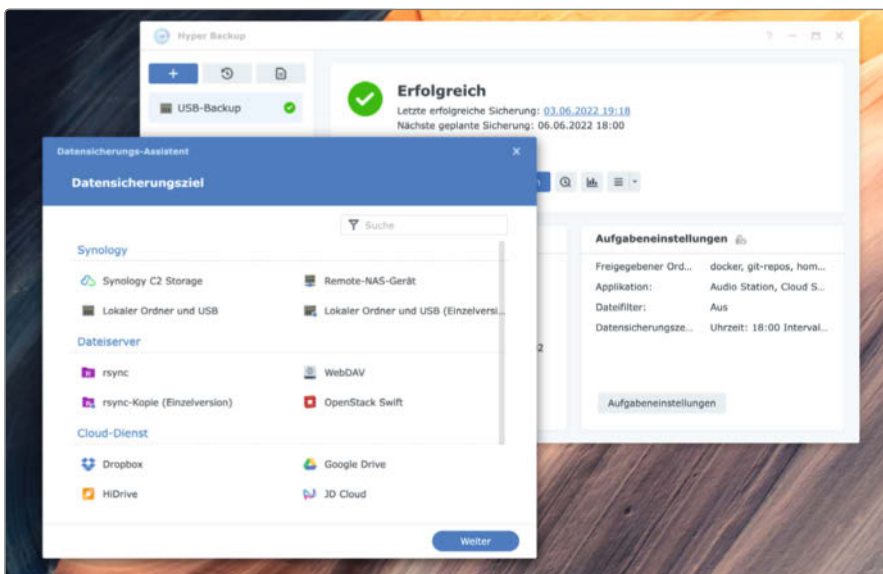 Hyper Backup
USB-Backup
Erfolgreich
Letzte erfolgreiche Sicherung: 03.06.2022 19:18
Nächste geplante Sicherung: 06.06.2022 18:00
Datensicherungs-Assistent
Datensicherungsziel
Suche
Synology
Synology C2 Storage
Remote-NAS-Gerät
Lokaler Ordner und USB
Lokaler Ordner und USB (Einzelversi...
Dateiserver
rsync
WebDAV
rsync-Kopie (Einzelversion)
OpenStack Swift
Cloud-Dienst
Dropbox
Google Drive
HiDrive
JD Cloud
Weiter
Aufgabeneinstellungen
Freigegebener Ord... docker, git-repos, hom...
Applikation: Audio Station, Cloud S...
Dateifilter: Aus
Datensicherungsze... Uhrzeit: 18:00 Interval...
Aufgabeneinstellungen